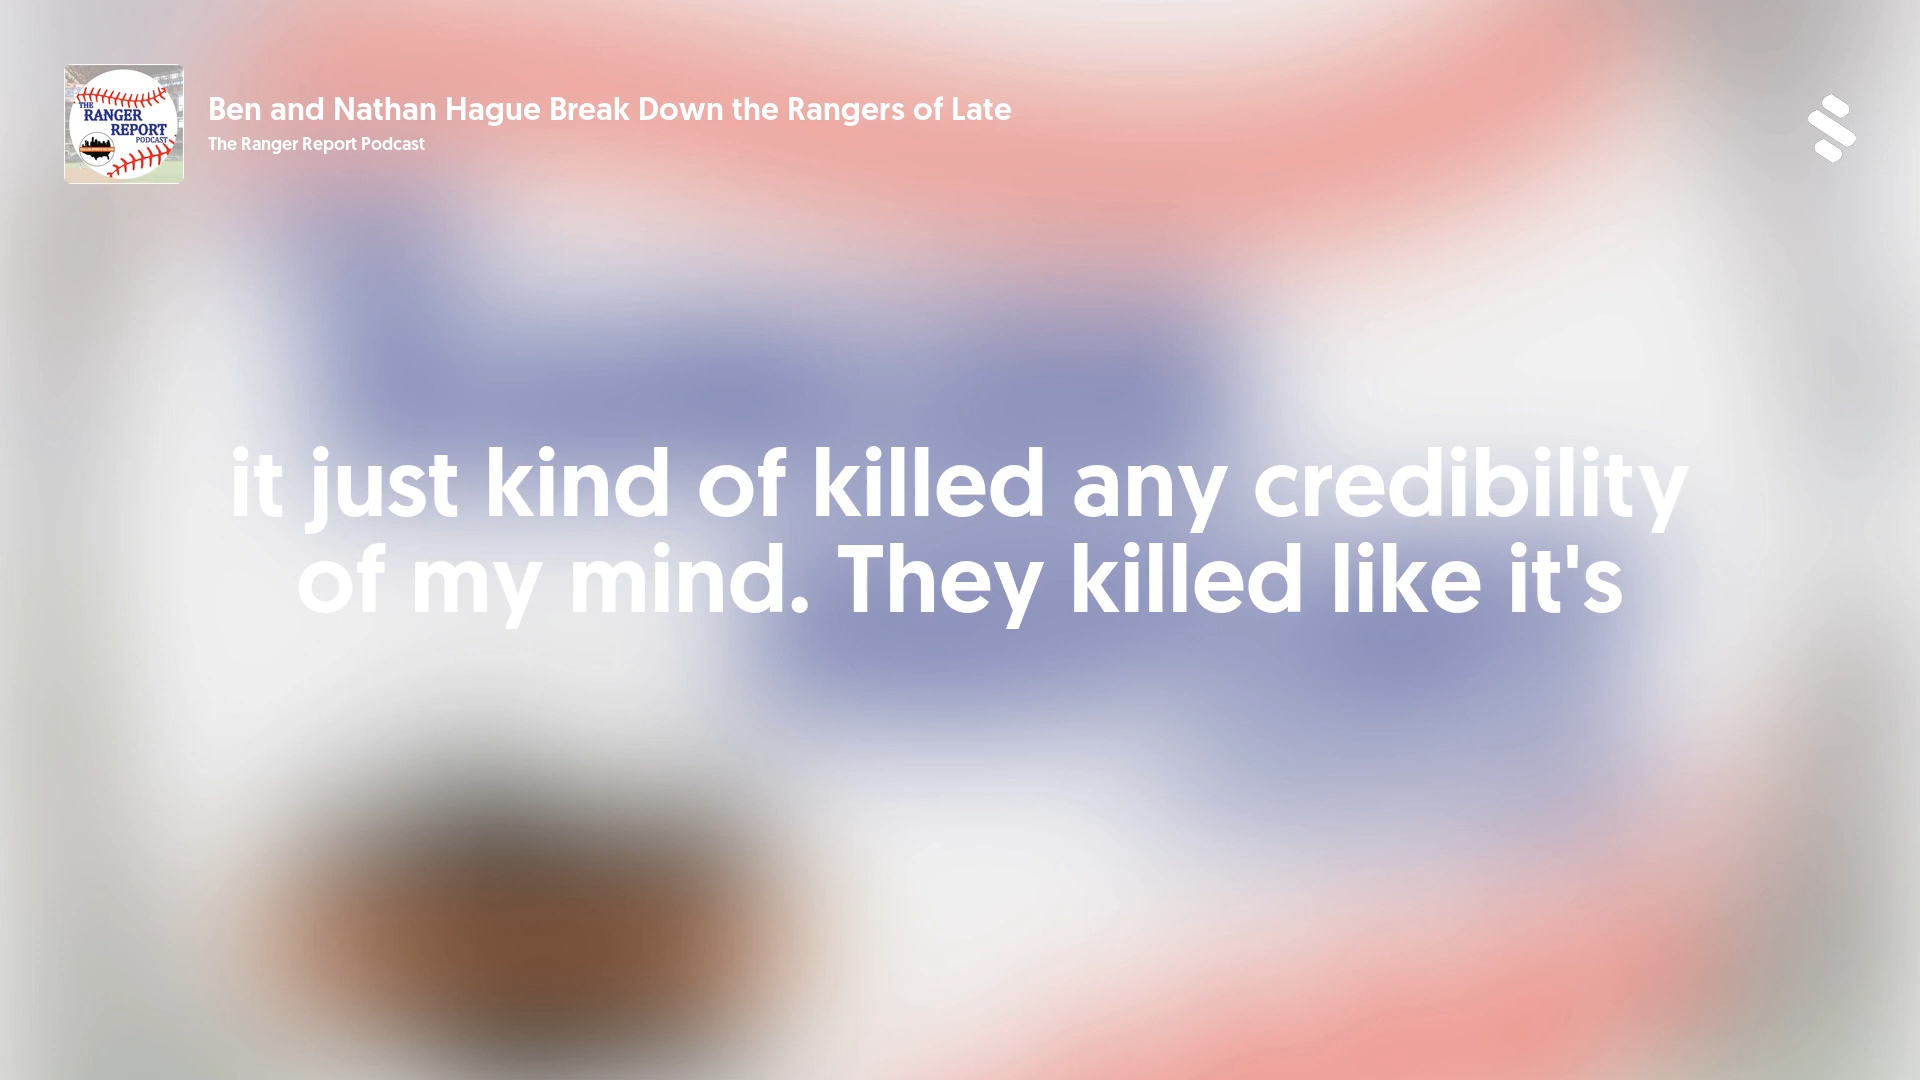 THE
RANGER
REPORT
PODCAST
Ben and Nathan Hague Break Down the Rangers of Late
The Ranger Report Podcast
it just kind of killed any credibility
of my mind. They killed like it's